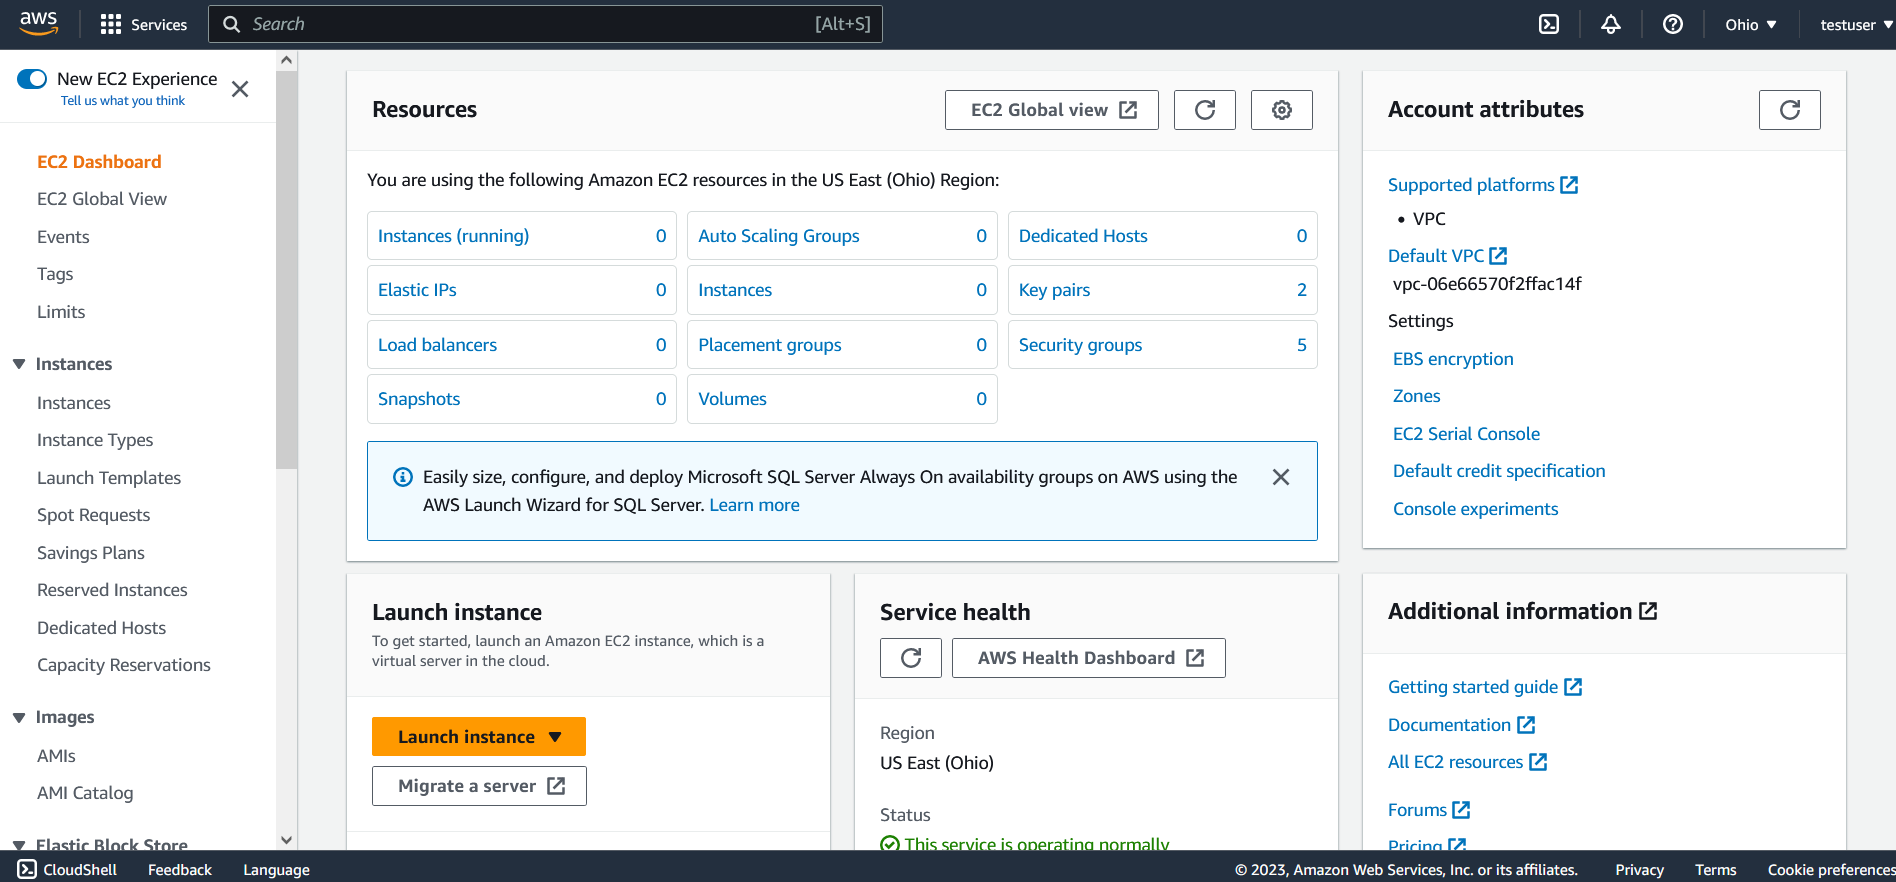 aws
Services
Search
[Alt+S]
Ohio
testuser
New EC2 Experience
Tell us what you think
EC2 Dashboard
EC2 Global View
Events
Tags
Limits
Instances
Instances
Instance Types
Launch Templates
Spot Requests
Savings Plans
Reserved Instances
Dedicated Hosts
Capacity Reservations
Images
AMIs
AMI Catalog
Elastic Block Store
Resources
EC2 Global view
You are using the following Amazon EC2 resources in the US East (Ohio) Region:
Instances (running) 0
Auto Scaling Groups 0
Dedicated Hosts 0
Elastic IPs 0
Instances 0
Key pairs 2
Load balancers 0
Placement groups 0
Security groups 5
Snapshots 0
Volumes 0
Easily size, configure, and deploy Microsoft SQL Server Always On availability groups on AWS using the
AWS Launch Wizard for SQL Server. Learn more
Launch instance
To get started, launch an Amazon EC2 instance, which is a
virtual server in the cloud.
Launch instance
Migrate a server
Service health
AWS Health Dashboard
Region
US East (Ohio)
Status
This service is operating normally
Account attributes
Supported platforms
• VPC
Default VPC
vpc-06e66570f2ffac14f
Settings
EBS encryption
Zones
EC2 Serial Console
Default credit specification
Console experiments
Additional information
Getting started guide
Documentation
All EC2 resources
Forums
Pricing
CloudShell
Feedback
Language
© 2023, Amazon Web Services, Inc. or its affiliates.
Privacy
Terms
Cookie preferences